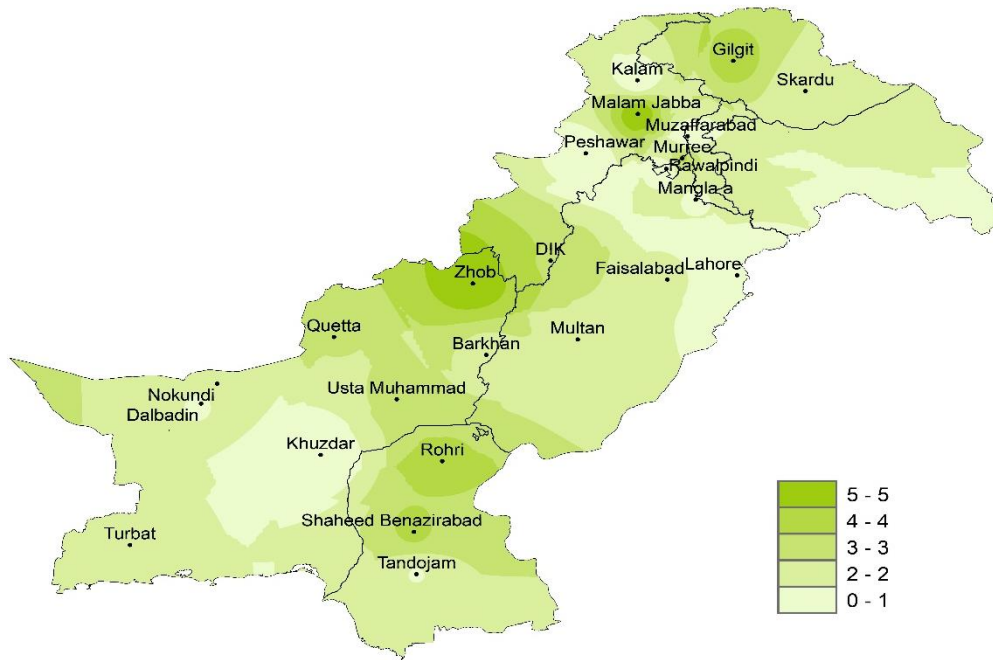 Gilgit
Kalam
Skardu
Malam Jabba
Muzaffarabad
Peshawar
Murree
Rawalpindi
Mangla a
DIK
Zhob
Faisalabad
Lahore
Quetta
Multan
Barkhan
Usta Muhammad
Nokundi
Dalbadin
Khuzdar
Rohri
Shaheed Benazirabad
Turbat
Tandojam
5 - 5
4 - 4
3 - 3
2 - 2
0 - 1